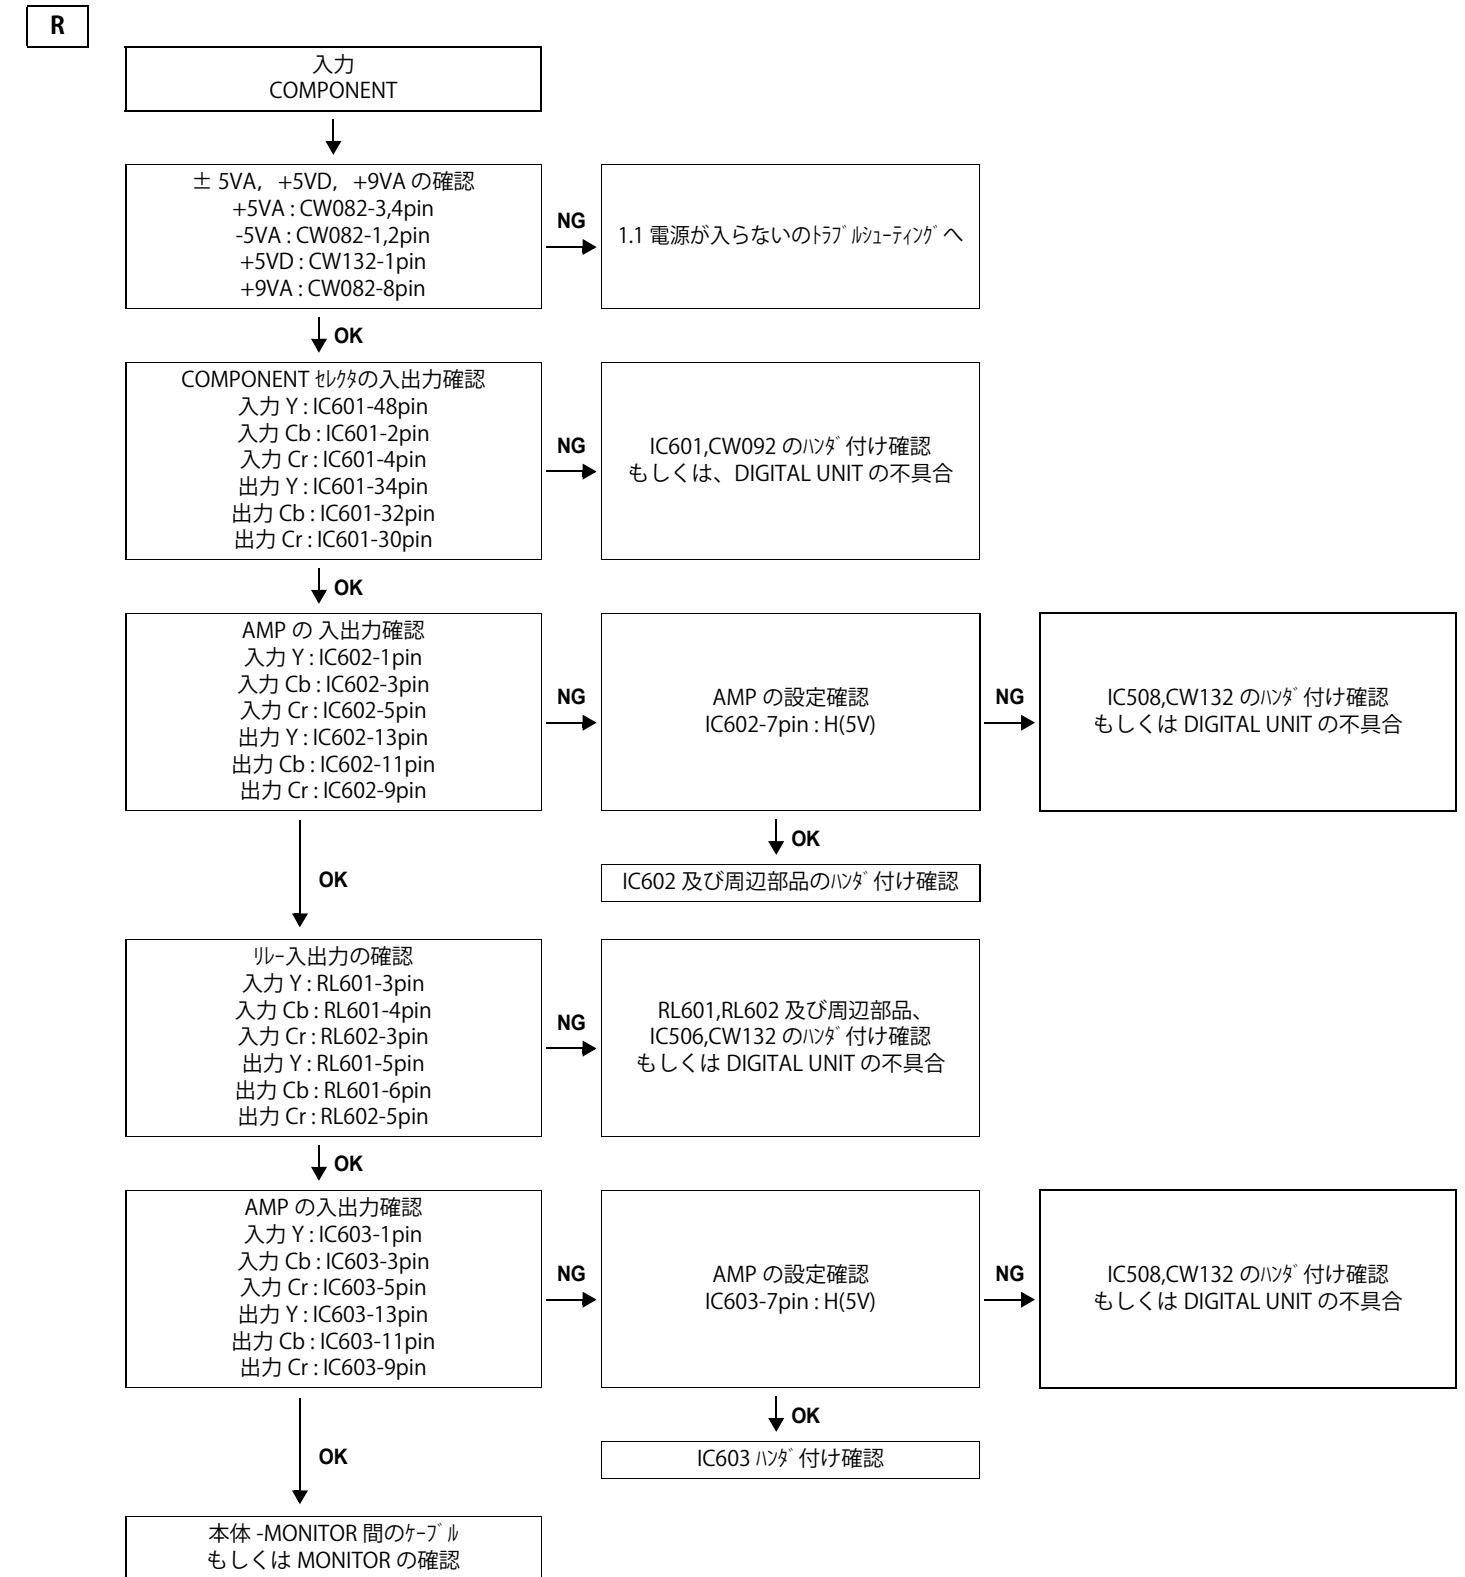 R
入力
COMPONENT
± 5VA, +5VD, +9VA の確認
+5VA : CW082-3,4pin
-5VA : CW082-1,2pin
+5VD : CW132-1pin
+9VA : CW082-8pin
NG
1.1 電源が入らないのﾄﾗﾌﾞﾙｼｭｰﾃｨﾝｸﾞへ
OK
COMPONENT ｾﾚｸﾀの入出力確認
入力 Y : IC601-48pin
入力 Cb : IC601-2pin
入力 Cr : IC601-4pin
出力 Y : IC601-34pin
出力 Cb : IC601-32pin
出力 Cr : IC601-30pin
NG
IC601,CW092 のﾊﾝﾀﾞ付け確認
もしくは、DIGITAL UNIT の不具合
OK
AMP の 入出力確認
入力 Y : IC602-1pin
入力 Cb : IC602-3pin
入力 Cr : IC602-5pin
出力 Y : IC602-13pin
出力 Cb : IC602-11pin
出力 Cr : IC602-9pin
NG
AMP の設定確認
IC602-7pin : H(5V)
NG
IC508,CW132 のﾊﾝﾀﾞ付け確認
もしくは DIGITAL UNIT の不具合
OK
IC602 及び周辺部品のﾊﾝﾀﾞ付け確認
OK
ﾘﾚｰ入出力の確認
入力 Y : RL601-3pin
入力 Cb : RL601-4pin
入力 Cr : RL602-3pin
出力 Y : RL601-5pin
出力 Cb : RL601-6pin
出力 Cr : RL602-5pin
NG
RL601,RL602 及び周辺部品、
IC506,CW132 のﾊﾝﾀﾞ付け確認
もしくは DIGITAL UNIT の不具合
OK
AMP の入出力確認
入力 Y : IC603-1pin
入力 Cb : IC603-3pin
入力 Cr : IC603-5pin
出力 Y : IC603-13pin
出力 Cb : IC603-11pin
出力 Cr : IC603-9pin
NG
AMP の設定確認
IC603-7pin : H(5V)
NG
IC508,CW132 のﾊﾝﾀﾞ付け確認
もしくは DIGITAL UNIT の不具合
OK
IC603 ﾊﾝﾀﾞ付け確認
OK
本体 -MONITOR 間のｹｰﾌﾞﾙ
もしくは MONITOR の確認